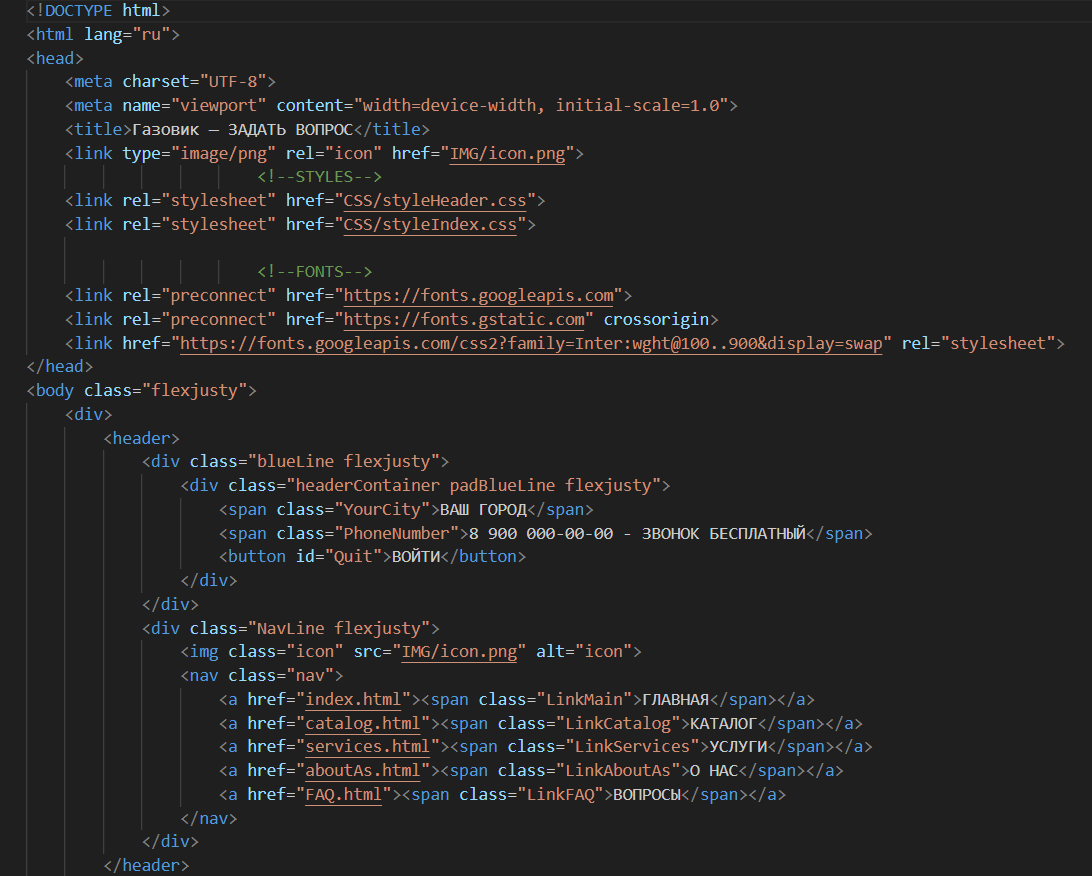 <!DOCTYPE html>
<html lang="ru">
<head>
    <meta charset="UTF-8">
    <meta name="viewport" content="width=device-width, initial-scale=1.0">
    <title>Газовик — ЗАДАТЬ ВОПРОС</title>
    <link type="image/png" rel="icon" href="IMG/icon.png">
                        <!--STYLES-->
    <link rel="stylesheet" href="CSS/styleHeader.css">
    <link rel="stylesheet" href="CSS/styleIndex.css">

                        <!--FONTS-->
    <link rel="preconnect" href="https://fonts.googleapis.com">
    <link rel="preconnect" href="https://fonts.gstatic.com" crossorigin>
    <link href="https://fonts.googleapis.com/css2?family=Inter:wght@100..900&display=swap" rel="stylesheet">
</head>
<body class="flexjusty">
    <div>
        <header>
            <div class="blueLine flexjusty">
                <div class="headerContainer padBlueLine flexjusty">
                    <span class="YourCity">ВАШ ГОРОД</span>
                    <span class="PhoneNumber">8 900 000-00-00 - ЗВОНОК БЕСПЛАТНЫЙ</span>
                    <button id="Quit">ВОЙТИ</button>
                </div>
            </div>
            <div class="NavLine flexjusty">
                <img class="icon" src="IMG/icon.png" alt="icon">
                <nav class="nav">
                    <a href="index.html"><span class="LinkMain">ГЛАВНАЯ</span></a>
                    <a href="catalog.html"><span class="LinkCatalog">КАТАЛОГ</span></a>
                    <a href="services.html"><span class="LinkServices">УСЛУГИ</span></a>
                    <a href="aboutAs.html"><span class="LinkAboutAs">О НАС</span></a>
                    <a href="FAQ.html"><span class="LinkFAQ">ВОПРОСЫ</span></a>
                </nav>
            </div>
        </header>